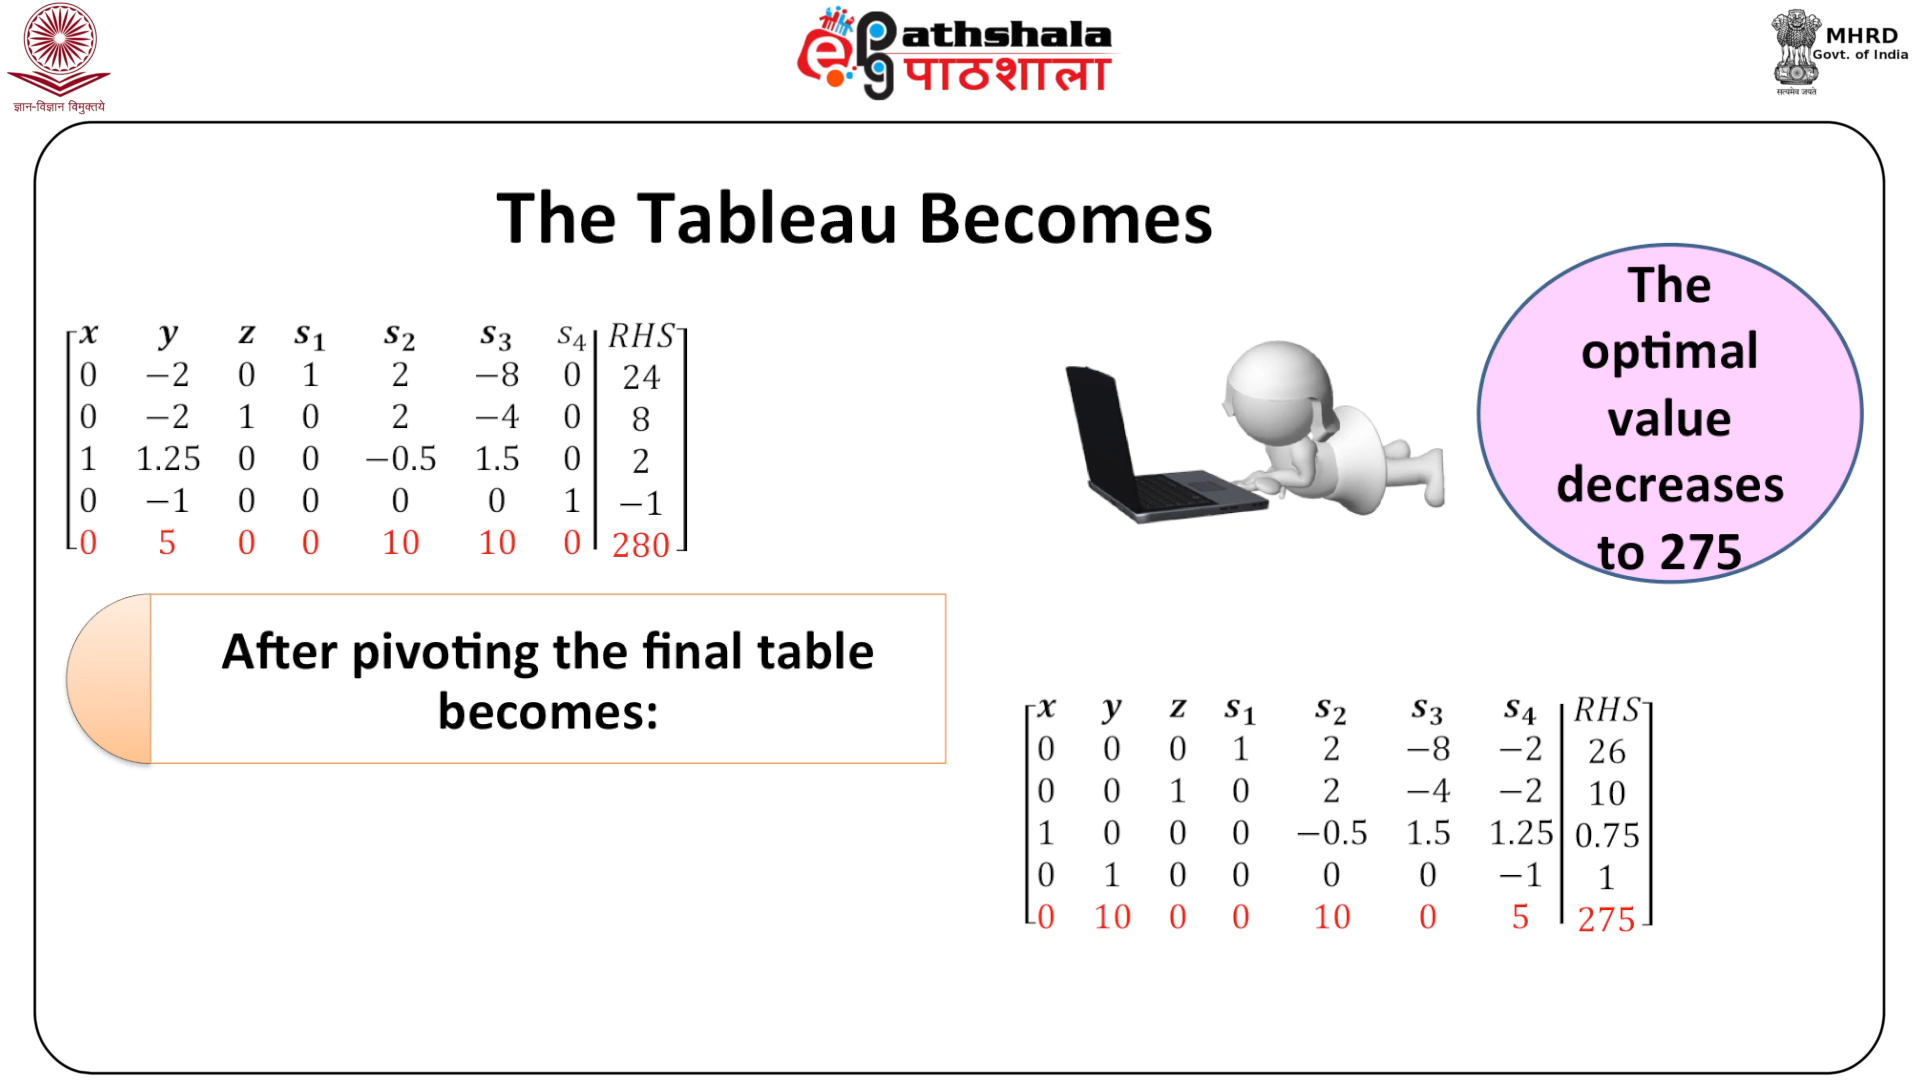 ज्ञान-विज्ञान विमुक्तये
e Pg athshala
पाठशाला
MHRD
Govt. of India
सत्यमेव जयते
The Tableau Becomes
x y z s₁ s₂ s₃ s₄ RHS
0 −2 0 1 2 −8 0 24
0 −2 1 0 2 −4 0 8
1 1.25 0 0 −0.5 1.5 0 2
0 −1 0 0 0 0 1 −1
0 5 0 0 10 10 0 280
The
optimal
value
decreases
to 275
After pivoting the final table
becomes:
x y z s₁ s₂ s₃ s₄ RHS
0 0 0 1 2 −8 −2 26
0 0 1 0 2 −4 −2 10
1 0 0 0 −0.5 1.5 1.25 0.75
0 1 0 0 0 0 −1 1
0 10 0 0 10 0 5 275